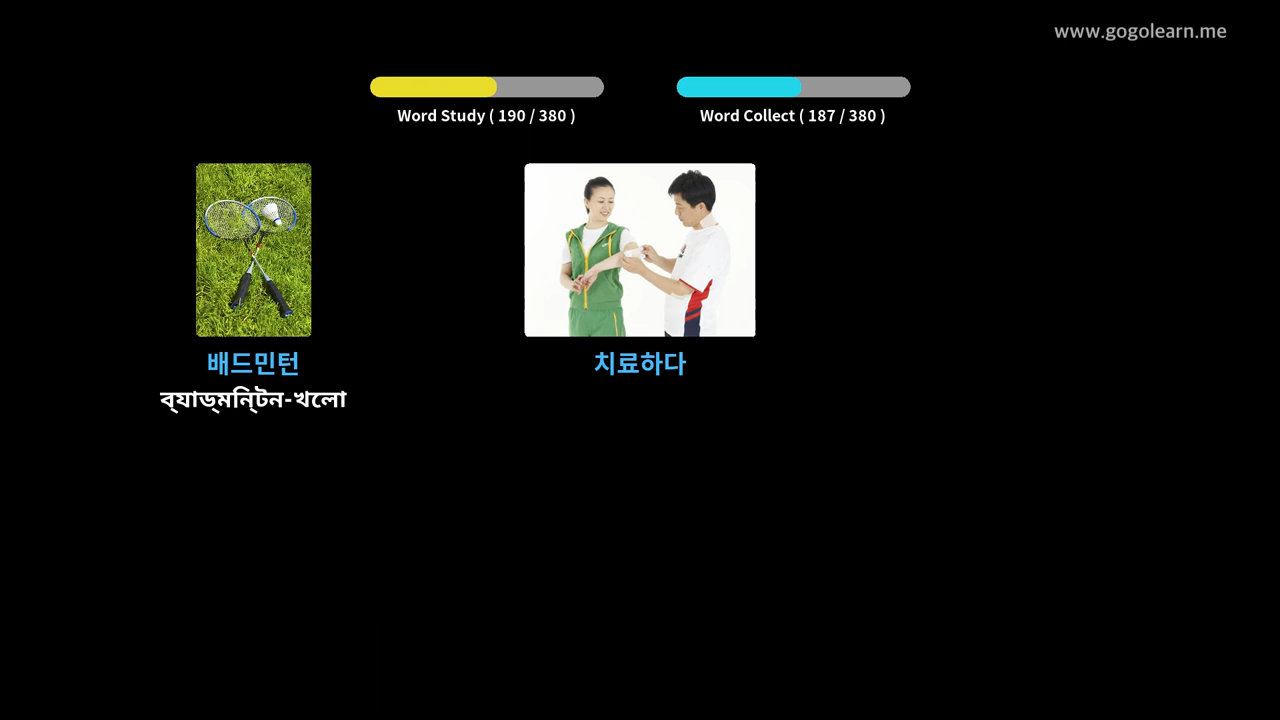 www.gogolearn.me
Word Study ( 190 / 380 )
Word Collect ( 187 / 380 )
배드민턴
치료하다
ব্যাড্মিন্টন-খেলা